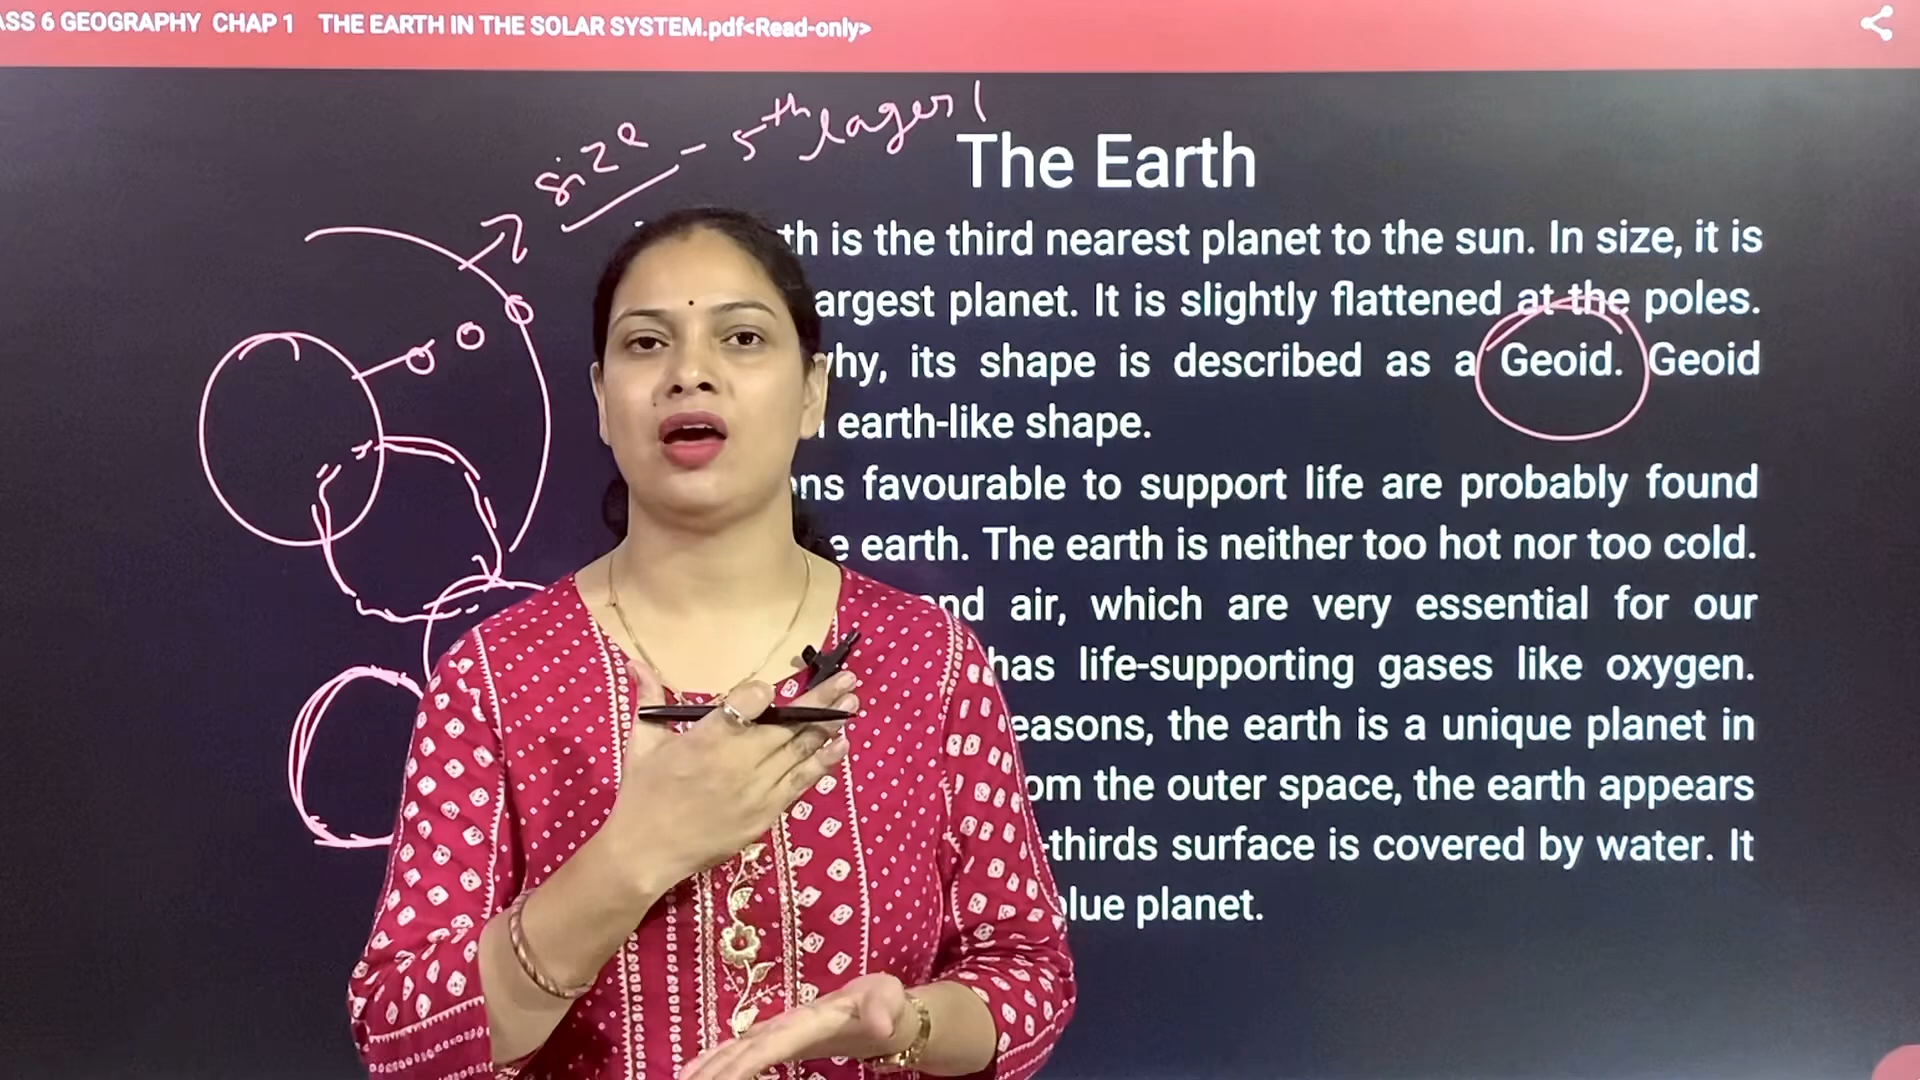 ASS 6 GEOGRAPHY CHAP 1 THE EARTH IN THE SOLAR SYSTEM.pdf<Read-only>
size - 5th lager
The Earth
th is the third nearest planet to the sun. In size, it is
argest planet. It is slightly flattened at the poles.
why, its shape is described as a Geoid. Geoid
earth-like shape.
ns favourable to support life are probably found
e earth. The earth is neither too hot nor too cold.
and air, which are very essential for our
has life-supporting gases like oxygen.
easons, the earth is a unique planet in
om the outer space, the earth appears
-thirds surface is covered by water. It
blue planet.